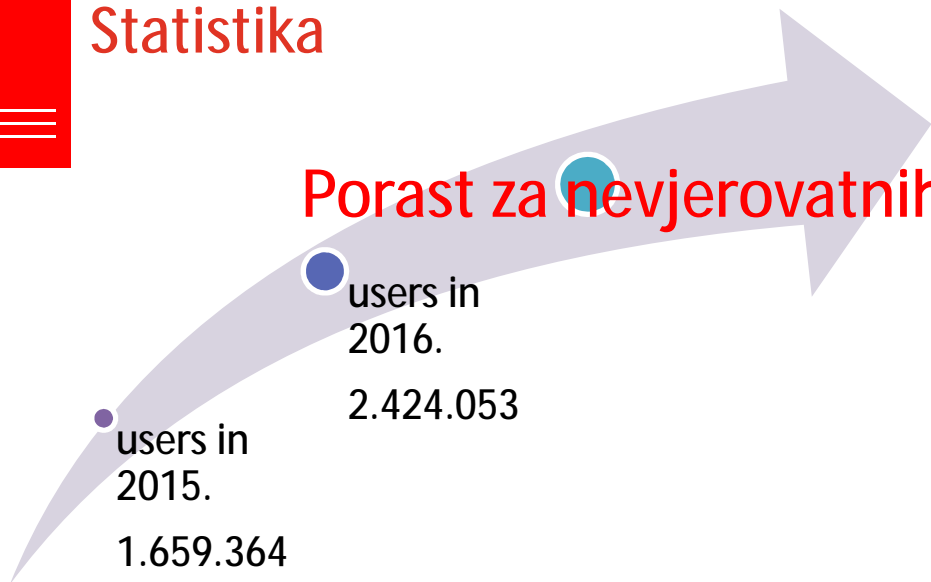 Statistika
Porast za nevjerovatnih
users in
2016.
2.424.053
users in
2015.
1.659.364